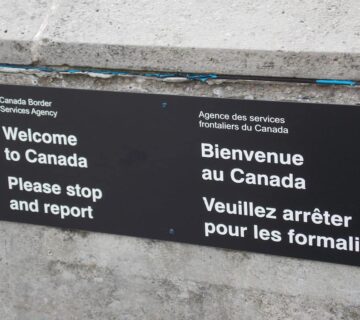 Canada Border
Services Agency
Welcome
to Canada
Please stop
and report
Agence des services
frontaliers du Canada
Bienvenue
au Canada
Veuillez arrêter
pour les formali